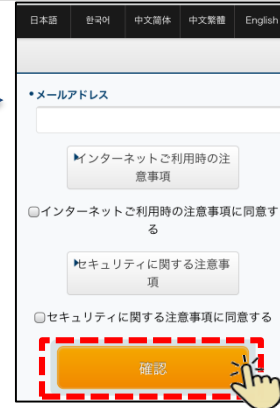 日本語 한국어 中文简体 中文繁體 English
•メールアドレス
インターネットご利用時の注
意事項
インターネットご利用時の注意事項に同意す
る
セキュリティに関する注意事
項
セキュリティに関する注意事項に同意する
確認